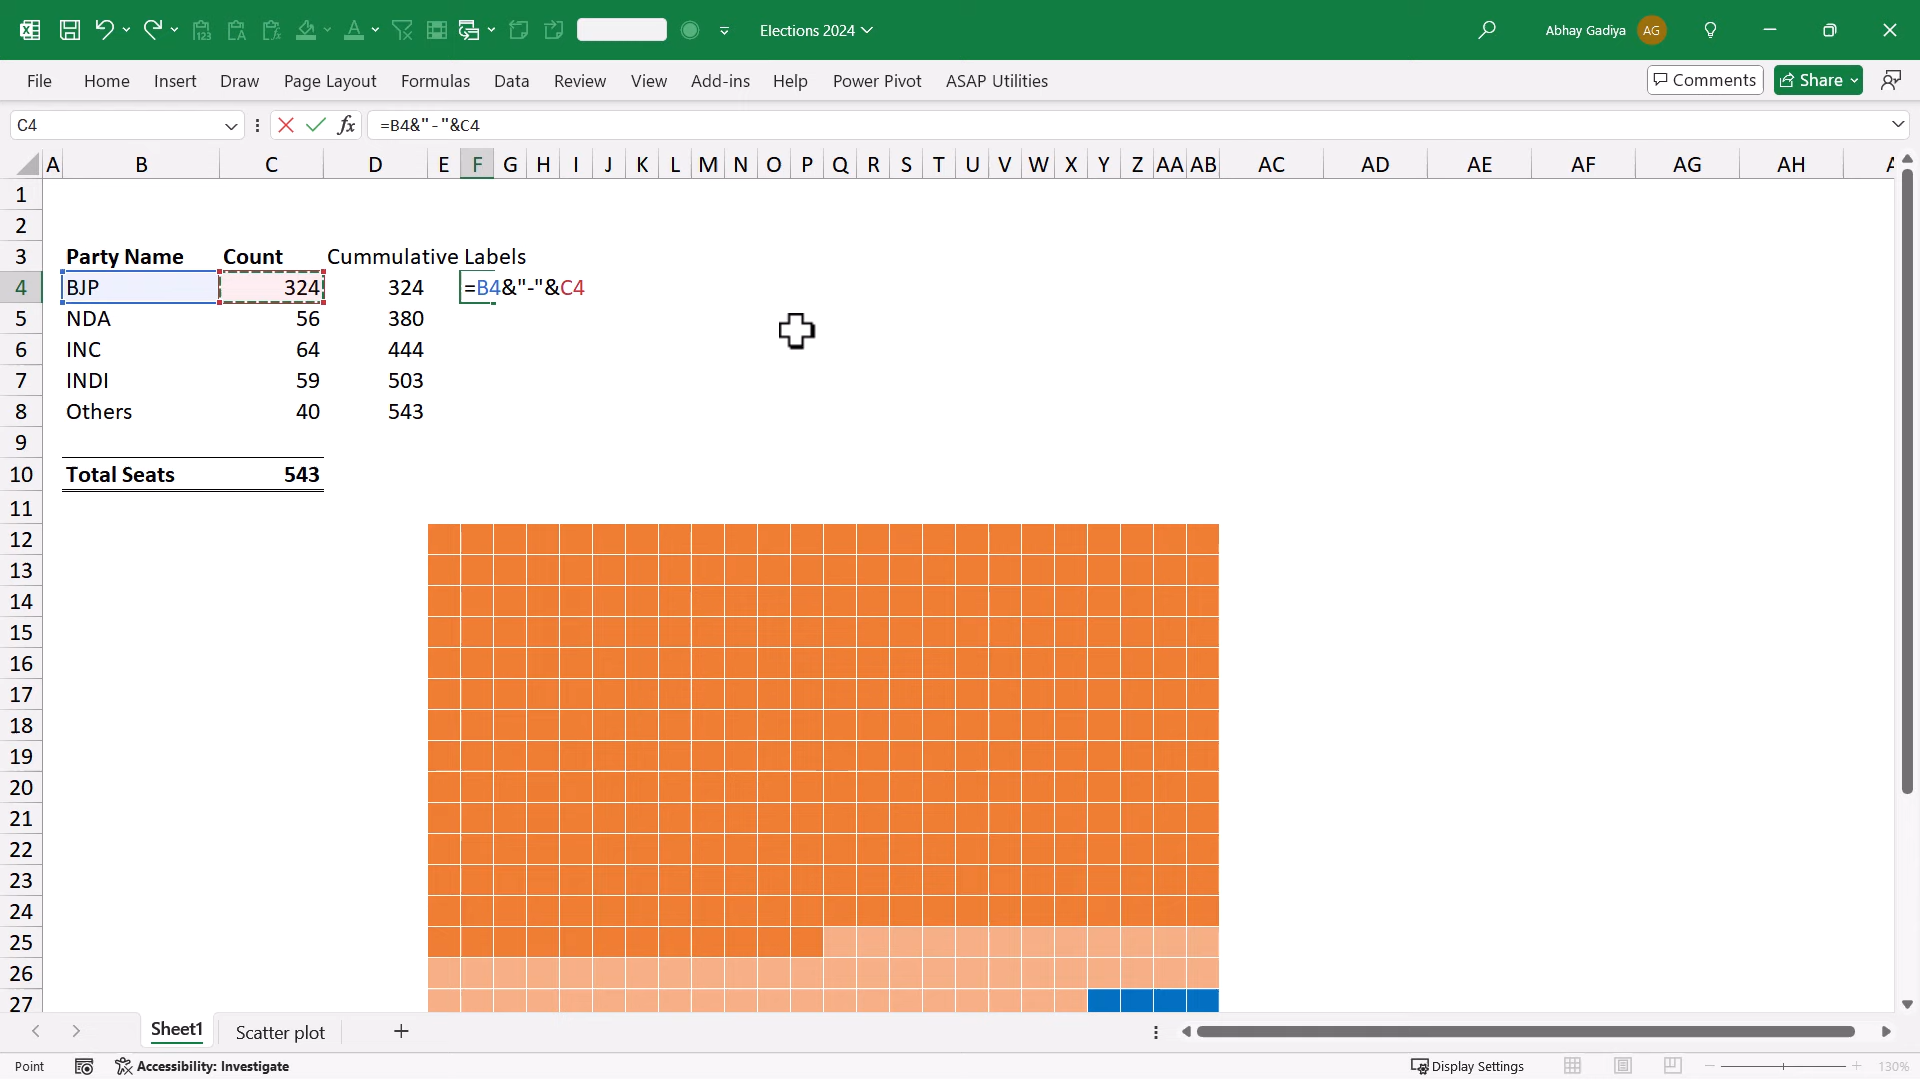 Elections 2024
Abhay Gadiya AG
File Home Insert Draw Page Layout Formulas Data Review View Add-ins Help Power Pivot ASAP Utilities Comments Share
C4 fx =B4&"-"&C4
A B C D E F G H I J K L M N O P Q R S T U V W X Y Z AA AB AC AD AE AF AG AH A
1
2
3 Party Name Count Cummulative Labels
4 BJP 324 324 =B4&"-"&C4
5 NDA 56 380
6 INC 64 444
7 INDI 59 503
8 Others 40 543
9
10 Total Seats 543
11
12
13
14
15
16
17
18
19
20
21
22
23
24
25
26
27
Sheet1 Scatter plot
Point Accessibility: Investigate Display Settings 130%